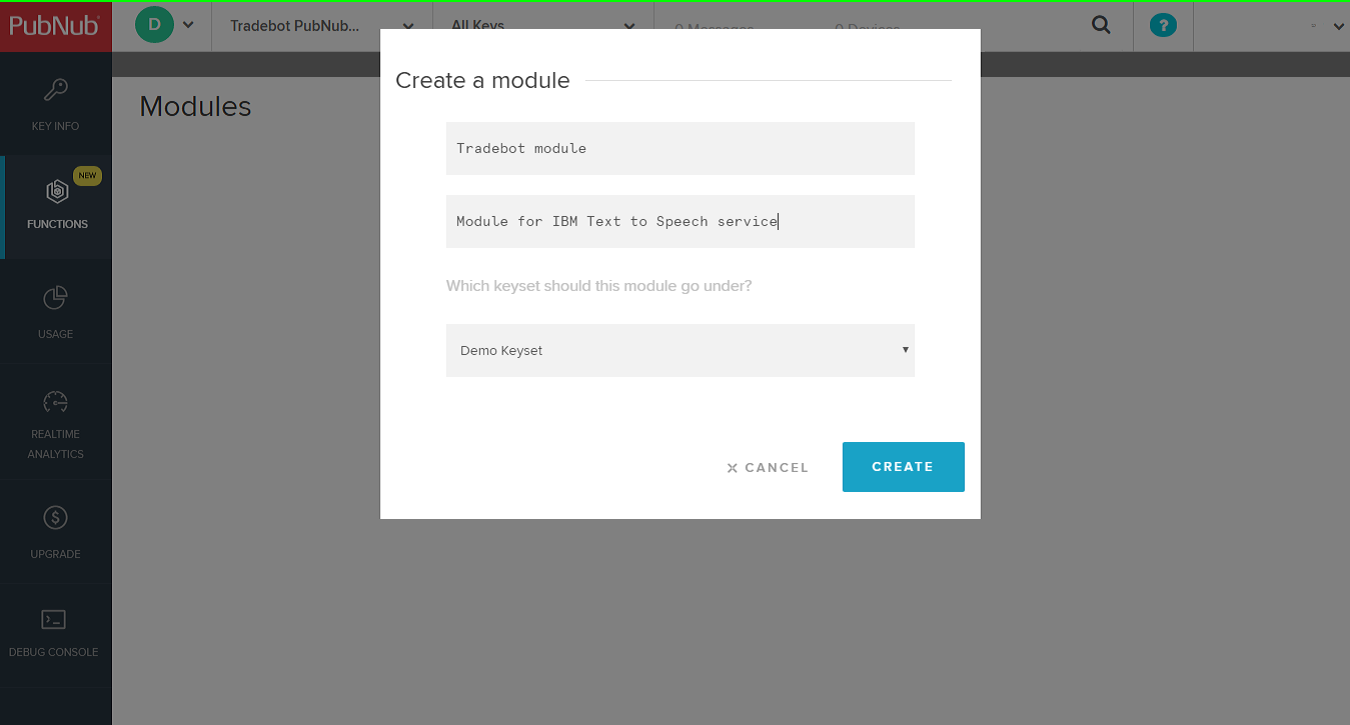 PubNub
D
Tradebot PubNub...
All Keys
0 Messages
0 Devices
?
KEY INFO
NEW
FUNCTIONS
USAGE
REALTIME
ANALYTICS
$
UPGRADE
DEBUG CONSOLE
Modules
Create a module
Tradebot module
Module for IBM Text to Speech service
Which keyset should this module go under?
Demo Keyset
CANCEL
CREATE